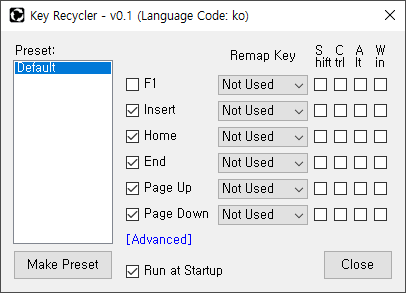 Key Recycler - v0.1 (Language Code: ko)
Preset:
Default
Remap Key
S hift
C trl
A lt
W in
F1
Not Used
Insert
Not Used
Home
Not Used
End
Not Used
Page Up
Not Used
Page Down
Not Used
[Advanced]
Make Preset
Run at Startup
Close